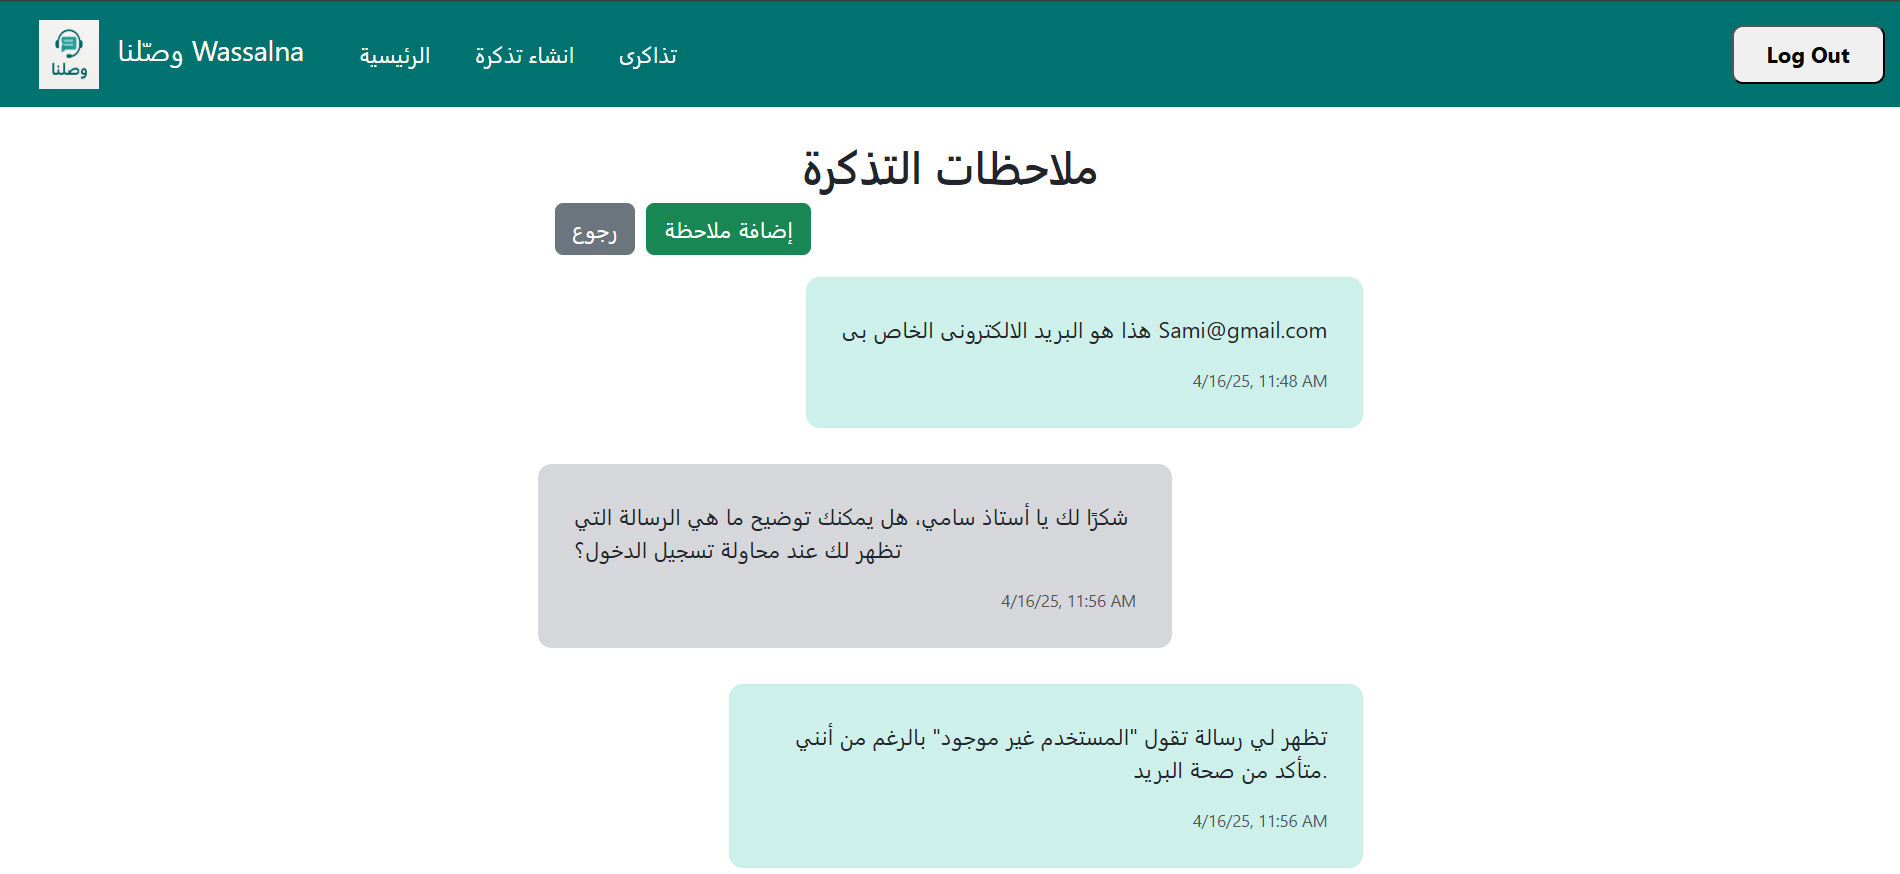 وصلنا
وصّلنا Wassalna
الرئيسية
انشاء تذكرة
تذاكرى
Log Out
ملاحظات التذكرة
رجوع
إضافة ملاحظة
هذا هو البريد الالكترونى الخاص بى Sami@gmail.com
4/16/25, 11:48 AM
شكرًا لك يا أستاذ سامي، هل يمكنك توضيح ما هي الرسالة التي
تظهر لك عند محاولة تسجيل الدخول؟
4/16/25, 11:56 AM
تظهر لي رسالة تقول "المستخدم غير موجود" بالرغم من أنني
متأكد من صحة البريد.
4/16/25, 11:56 AM